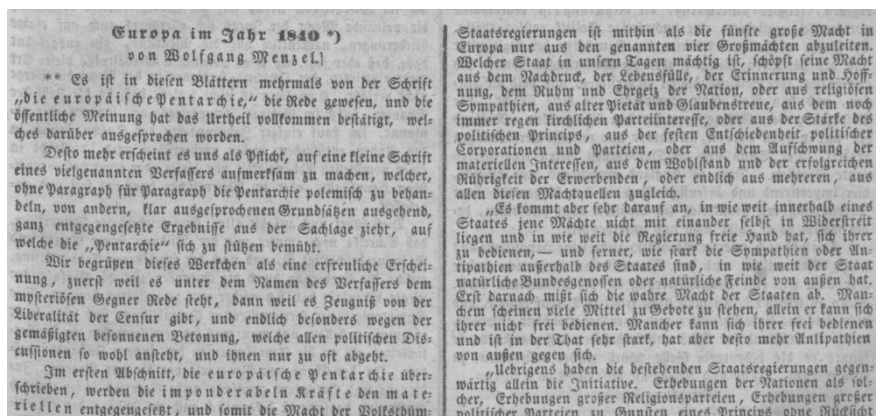 Europa im Jahr 1840 *)
von Wolfgang Menzel.)
** Es ist in diesen Blättern mehrmals von der Schrift
„die europäische Pentarchie,“ die Rede gewesen, und die
öffentliche Meinung hat das Urtheil vollkommen bestätigt, wel-
ches darüber ausgesprochen worden.
Desto mehr erscheint es uns als Pflicht, auf eine kleine Schrift
eines vielgenannten Verfassers aufmerksam zu machen, welcher,
ohne Paragraph für Paragraph die Pentarchie polemisch zu behan-
deln, von andern, klar ausgesprochenen Grundsätzen ausgehend,
ganz entgegengesetzte Ergebnisse aus der Sachlage zieht, auf
welche die „Pentarchie“ sich zu stützen bemüht.
Wir begrüßen dieses Werkchen als eine erfreuliche Erschei-
nung, zuerst weil es unter dem Namen des Verfassers dem
mysteriösen Gegner Rede steht, dann weil es Zeugniß von der
Liberalität der Censur gibt, und endlich besonders wegen der
gemäßigten besonnenen Betonung, welche allen politischen Dis-
cussionen so wohl ansteht, und ihnen nur zu oft abgeht.
Im ersten Abschnitt, die europäische Pentarchie über-
schrieben, werden die imponderabeln Kräfte den mate-
riellen entgegengesetzt, und somit die Macht der Volksthüm-
Staatsregierungen ist mithin als die fünfte große Macht in
Europa nur aus den genannten vier Großmächten abzuleiten.
Welcher Staat in unsern Tagen mächtig ist, schöpft seine Macht
aus dem Nachdruck, der Lebensfülle, der Erinnerung und Hoff-
nung, dem Ruhm und Ehrgeiz der Nation, oder aus religiösen
Sympathien, aus alter Pietät und Glaubenstreue, aus dem noch
immer regen kirchlichen Parteiinteresse, oder aus der Stärke des
politischen Princips, aus der festen Entschiedenheit politischer
Corporationen und Parteien, oder aus dem Aufschwung der
materiellen Interessen, aus dem Wohlstand und der erfolgreichen
Rührigkeit der Erwerbenden, oder endlich aus mehreren, aus
allen diesen Machtquellen zugleich.
„Es kommt aber sehr darauf an, in wie weit innerhalb eines
Staates jene Mächte nicht mit einander selbst in Widerstreit
liegen und in wie weit die Regierung freie Hand hat, sich ihrer
zu bedienen, — und ferner, wie stark die Sympathien oder An-
tipathien außerhalb des Staates sind, in wie weit der Staat
natürliche Bundesgenossen oder natürliche Feinde von außen hat.
Erst darnach mißt sich die wahre Macht der Staaten ab. Man-
chem scheinen viele Mittel zu Gebote zu stehen, allein er kann sich
ihrer nicht frei bedienen. Mancher kann sich ihrer frei bedienen
und ist in der That sehr stark, hat aber desto mehr Antipathien
von außen gegen sich.
„Uebrigens haben die bestehenden Staatsregierungen gegen-
wärtig allein die Initiative. Erhebungen der Nationen als sol-
cher, Erhebungen großer Religionsparteien, Erhebungen großer
politischer Parteien zu Gunsten eines Princips ohne Rücksicht